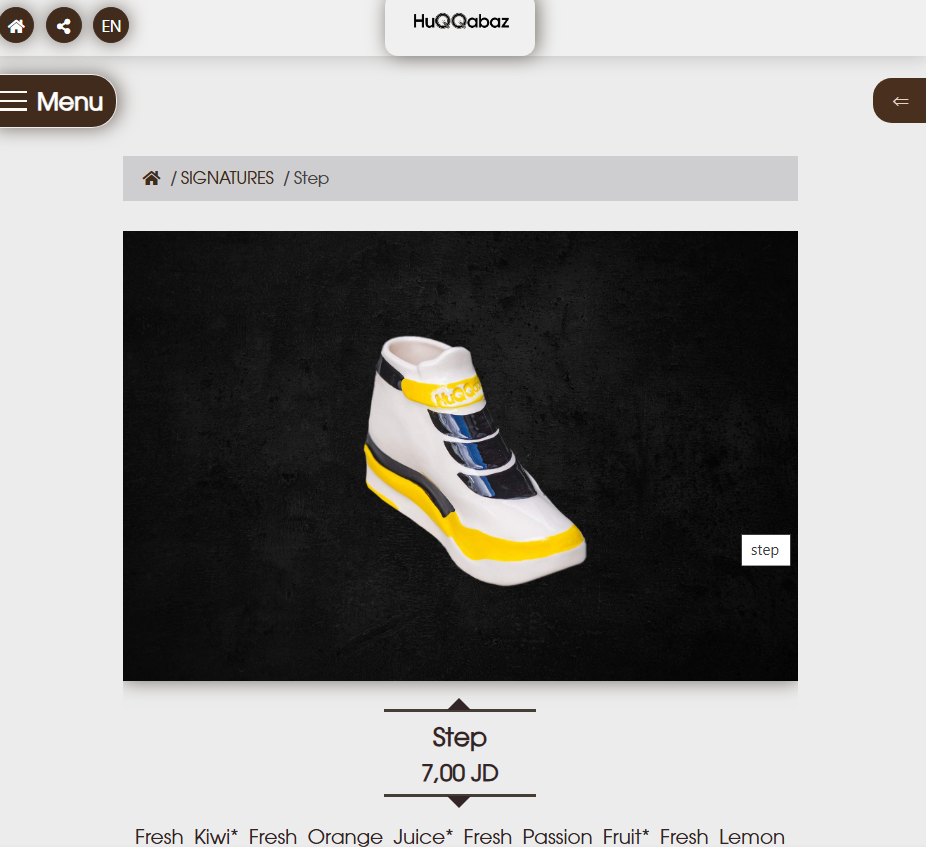 HuQQabaz
EN
Menu
/ SIGNATURES / Step
HuQQa
step
Step
7,00 JD
Fresh Kiwi* Fresh Orange Juice* Fresh Passion Fruit* Fresh Lemon